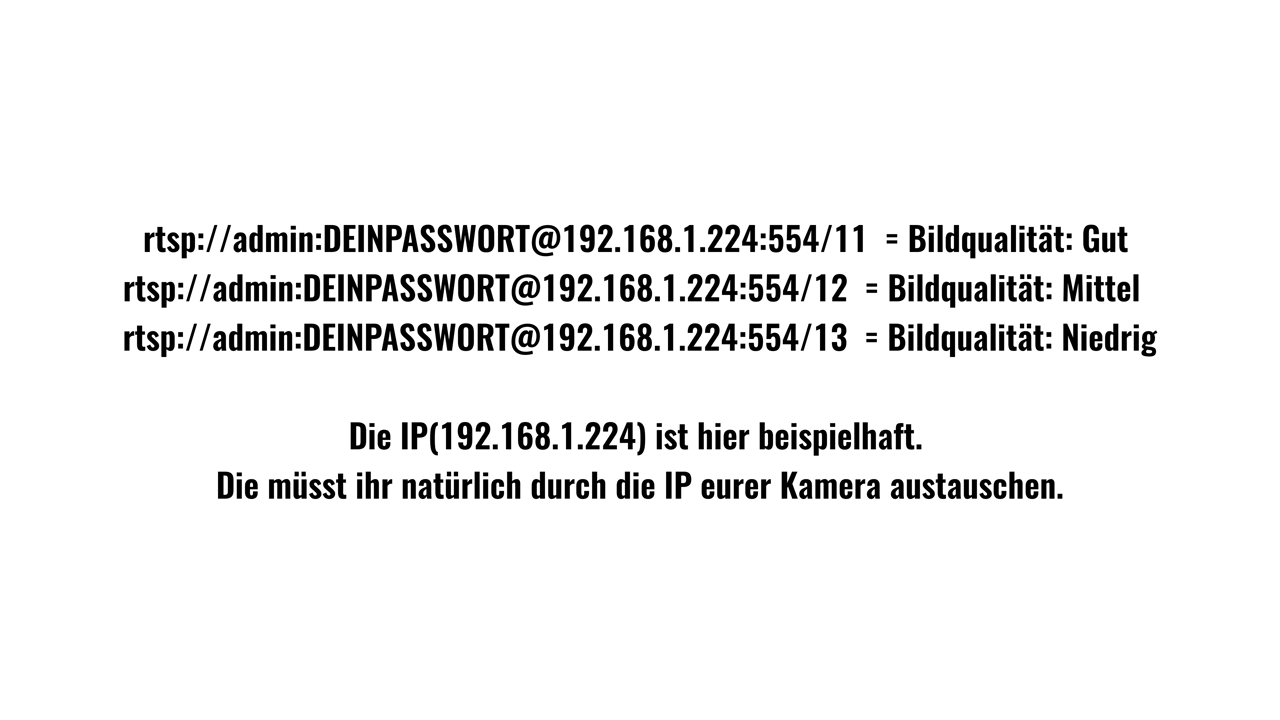 rtsp://admin:DEINPASSWORT@192.168.1.224:554/11 = Bildqualität: Gut
rtsp://admin:DEINPASSWORT@192.168.1.224:554/12 = Bildqualität: Mittel
rtsp://admin:DEINPASSWORT@192.168.1.224:554/13 = Bildqualität: Niedrig
Die IP(192.168.1.224) ist hier beispielhaft.
Die müsst ihr natürlich durch die IP eurer Kamera austauschen.